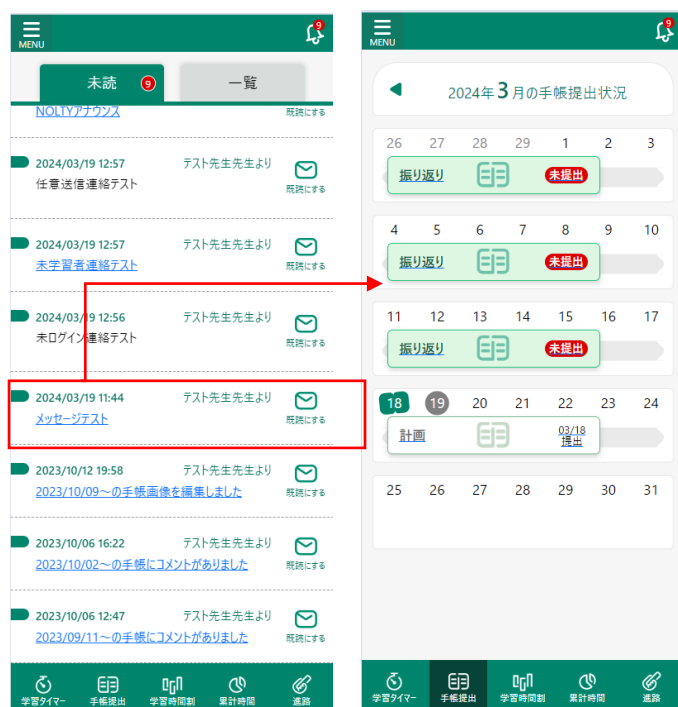 MENU
9
未読 9
一覧
NOLTYアナウンス
既読にする
2024/03/19 12:57 テスト先生先生より
任意送信連絡テスト
既読にする
2024/03/19 12:57 テスト先生先生より
未学習者連絡テスト
既読にする
2024/03/19 12:56 テスト先生先生より
未ログイン連絡テスト
既読にする
2024/03/19 11:44 テスト先生先生より
メッセージテスト
既読にする
2023/10/12 19:58 テスト先生先生より
2023/10/09～の手帳画像を編集しました
既読にする
2023/10/06 16:22 テスト先生先生より
2023/10/02～の手帳にコメントがありました
既読にする
2023/10/06 12:47 テスト先生先生より
2023/09/11～の手帳にコメントがありました
既読にする
学習タイマー 手帳提出 学習時間割 累計時間 進路
MENU
9
2024年3月の手帳提出状況
26 27 28 29 1 2 3
振り返り 未提出
4 5 6 7 8 9 10
振り返り 未提出
11 12 13 14 15 16 17
振り返り 未提出
18 19 20 21 22 23 24
計画 03/18
提出
25 26 27 28 29 30 31
学習タイマー 手帳提出 学習時間割 累計時間 進路